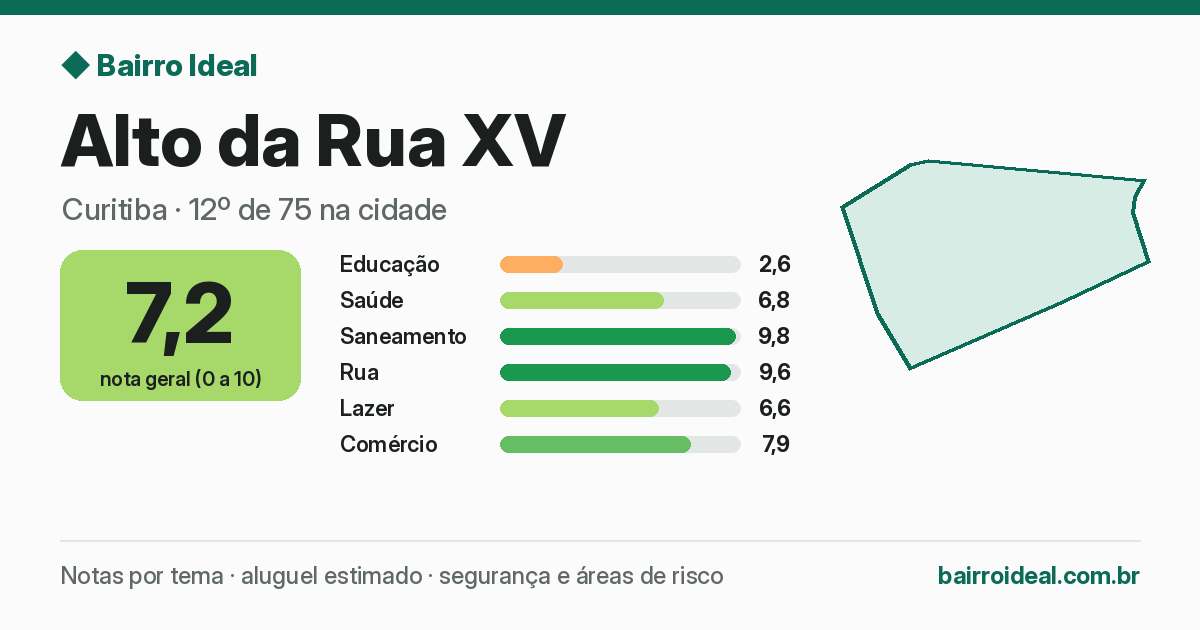 Bairro Ideal
Alto da Rua XV
Curitiba · 12º de 75 na cidade
7,2
nota geral (0 a 10)
Educação 2,6
Saúde 6,8
Saneamento 9,8
Rua 9,6
Lazer 6,6
Comércio 7,9
Notas por tema · aluguel estimado · segurança e áreas de risco
bairroideal.com.br